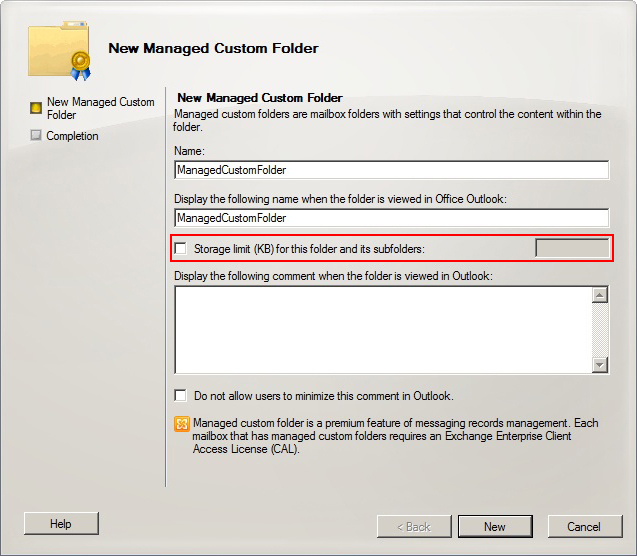 New Managed Custom Folder
New Managed Custom
Folder
Completion
New Managed Custom Folder
Managed custom folders are mailbox folders with settings that control the content within the
folder.
Name:
ManagedCustomFolder
Display the following name when the folder is viewed in Office Outlook:
ManagedCustomFolder
Storage limit (KB) for this folder and its subfolders:
Display the following comment when the folder is viewed in Outlook:
Do not allow users to minimize this comment in Outlook.
Managed custom folder is a premium feature of messaging records management. Each
mailbox that has managed custom folders requires an Exchange Enterprise Client
Access License (CAL).
Help
< Back
New
Cancel